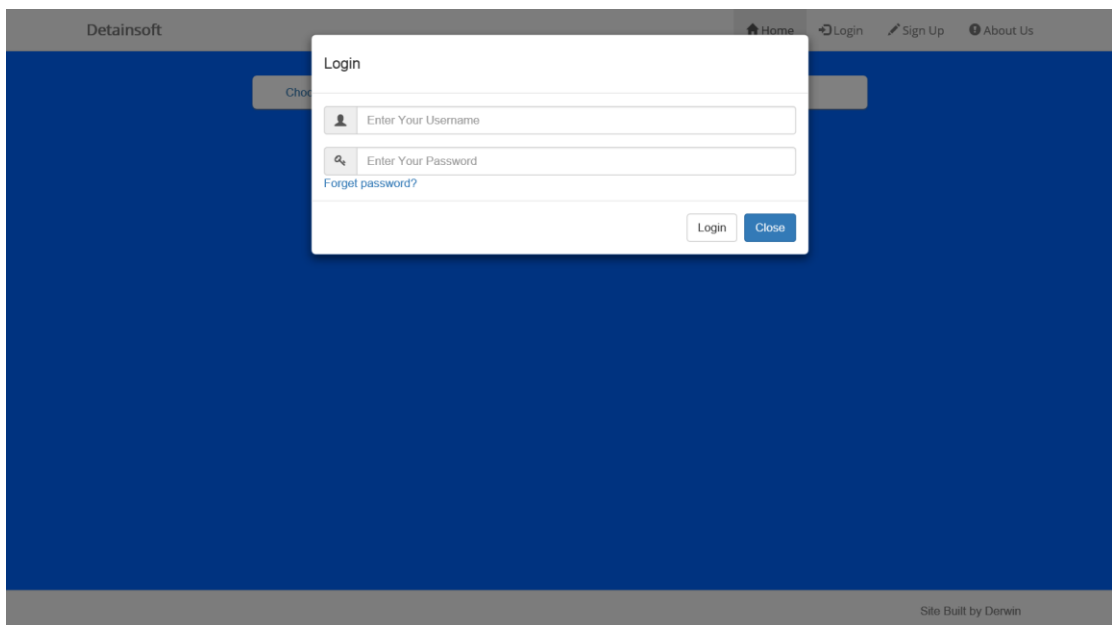 Detainsoft Home Login Sign Up About Us
Login
Enter Your Username
Enter Your Password
Forget password?
Login Close
Site Built by Derwin